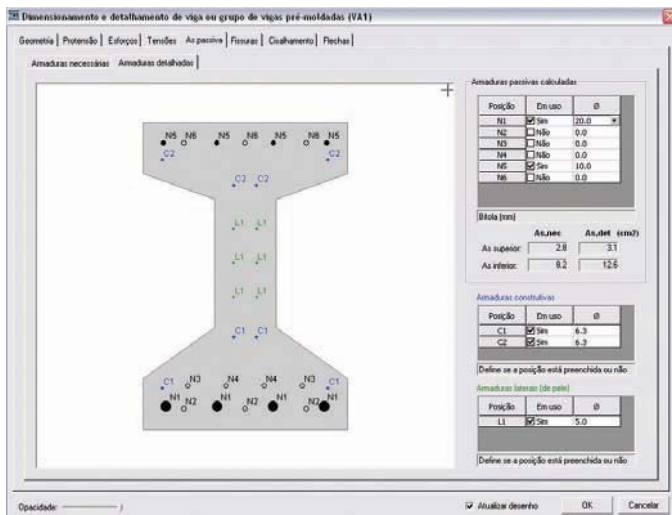 Dimensionamento e detalhamento de viga ou grupo de vigas pré-moldadas (VA1)
Geometria Protensão Esforços Tensões As passiva Fissuras Cisalhamento Flechas
Armaduras necessárias Armaduras detalhadas
N5 N6 N5 N6 N5 N6 N5
C2 C2
C2 C2
L1 L1
L1 L1
L1 L1
C1 C1
C1 N3 N4 N4 N3 C1
N1 N2 N1 N2 N1 N2 N1
Armaduras passivas calculadas
Posição Em uso Ø
N1 Sim 20.0
N2 Não 0.0
N3 Não 0.0
N4 Não 0.0
N5 Sim 10.0
N6 Não 0.0
Bitola (mm)
As,nec As,det (cm2)
As superior: 2.8 3.1
As inferior: 8.2 12.6
Armaduras construtivas
Posição Em uso Ø
C1 Sim 6.3
C2 Sim 6.3
Define se a posição está preenchida ou não
Armaduras laterais (de pele)
Posição Em uso Ø
L1 Sim 5.0
Define se a posição está preenchida ou não
Opacidade: Atualizar desenho OK Cancelar